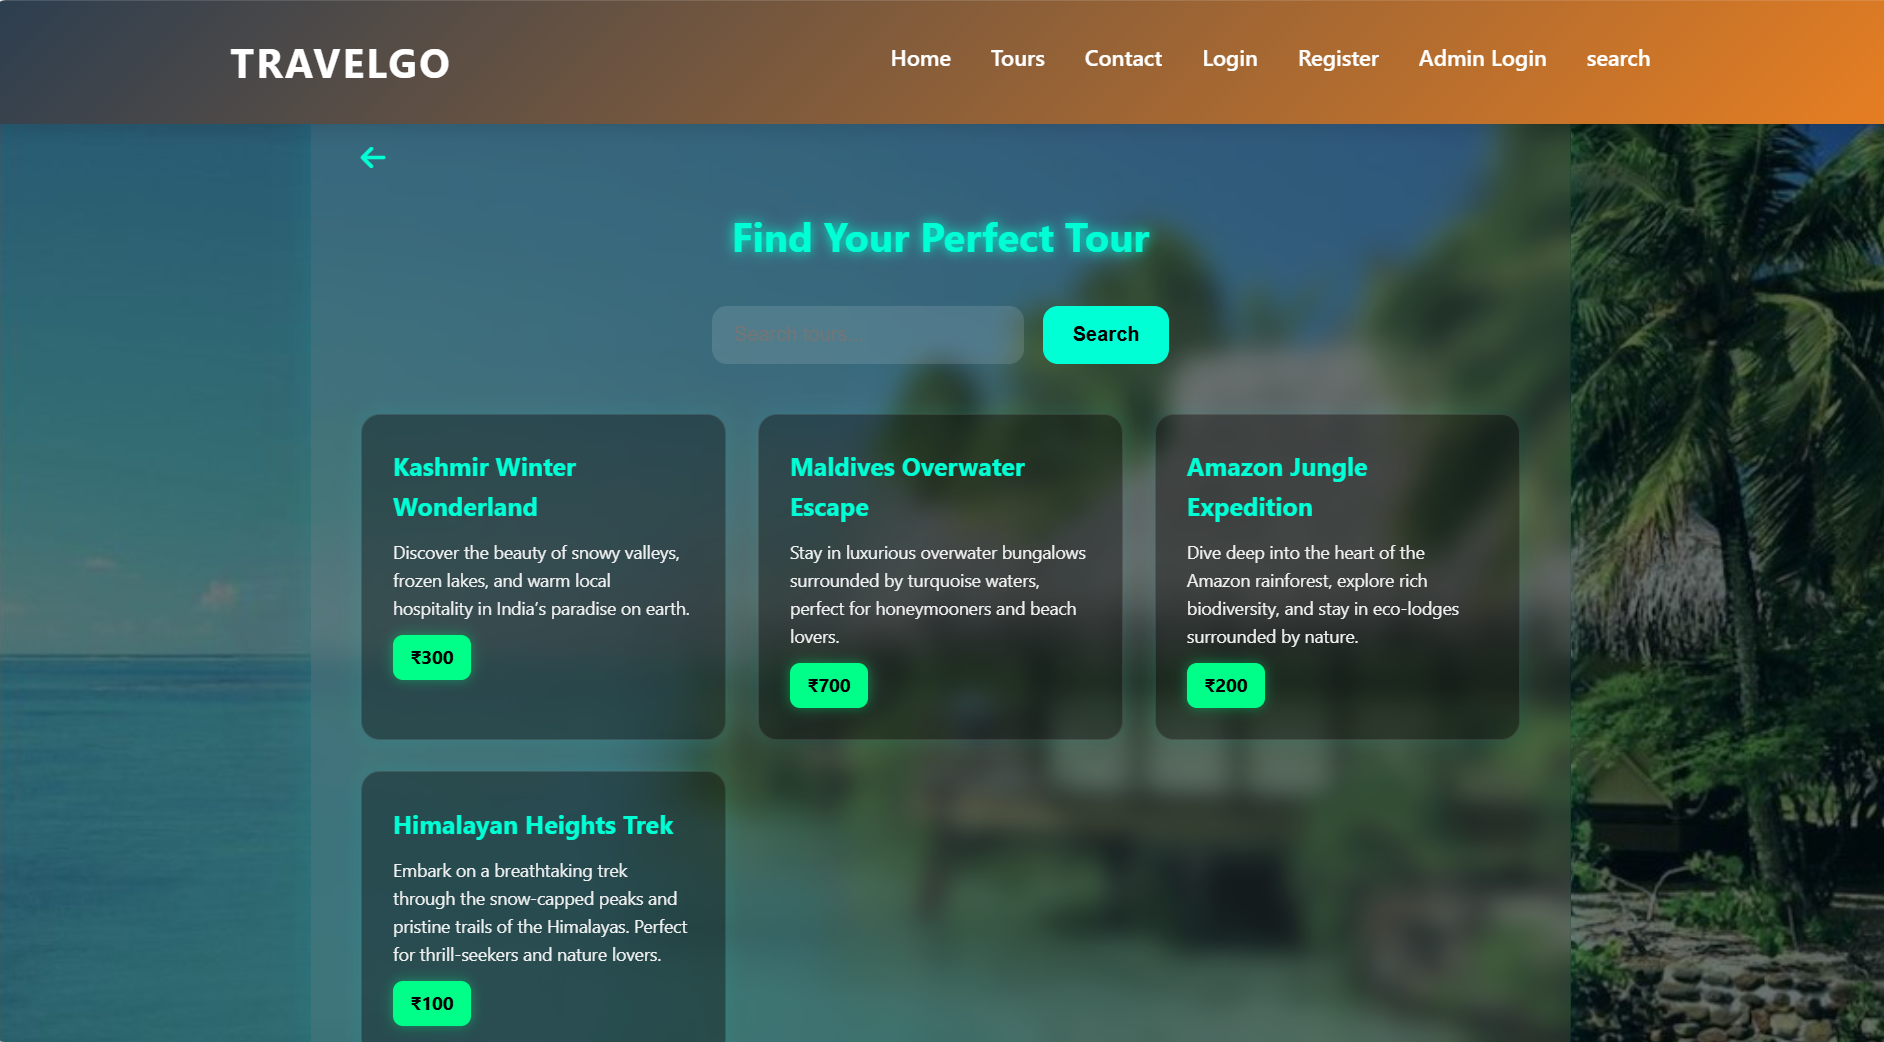 TRAVELGO
Home Tours Contact Login Register Admin Login search
Find Your Perfect Tour
Search tours...
Search
Kashmir Winter
Wonderland
Discover the beauty of snowy valleys,
frozen lakes, and warm local
hospitality in India’s paradise on earth.
₹300
Maldives Overwater
Escape
Stay in luxurious overwater bungalows
surrounded by turquoise waters,
perfect for honeymooners and beach
lovers.
₹700
Amazon Jungle
Expedition
Dive deep into the heart of the
Amazon rainforest, explore rich
biodiversity, and stay in eco-lodges
surrounded by nature.
₹200
Himalayan Heights Trek
Embark on a breathtaking trek
through the snow-capped peaks and
pristine trails of the Himalayas. Perfect
for thrill-seekers and nature lovers.
₹100